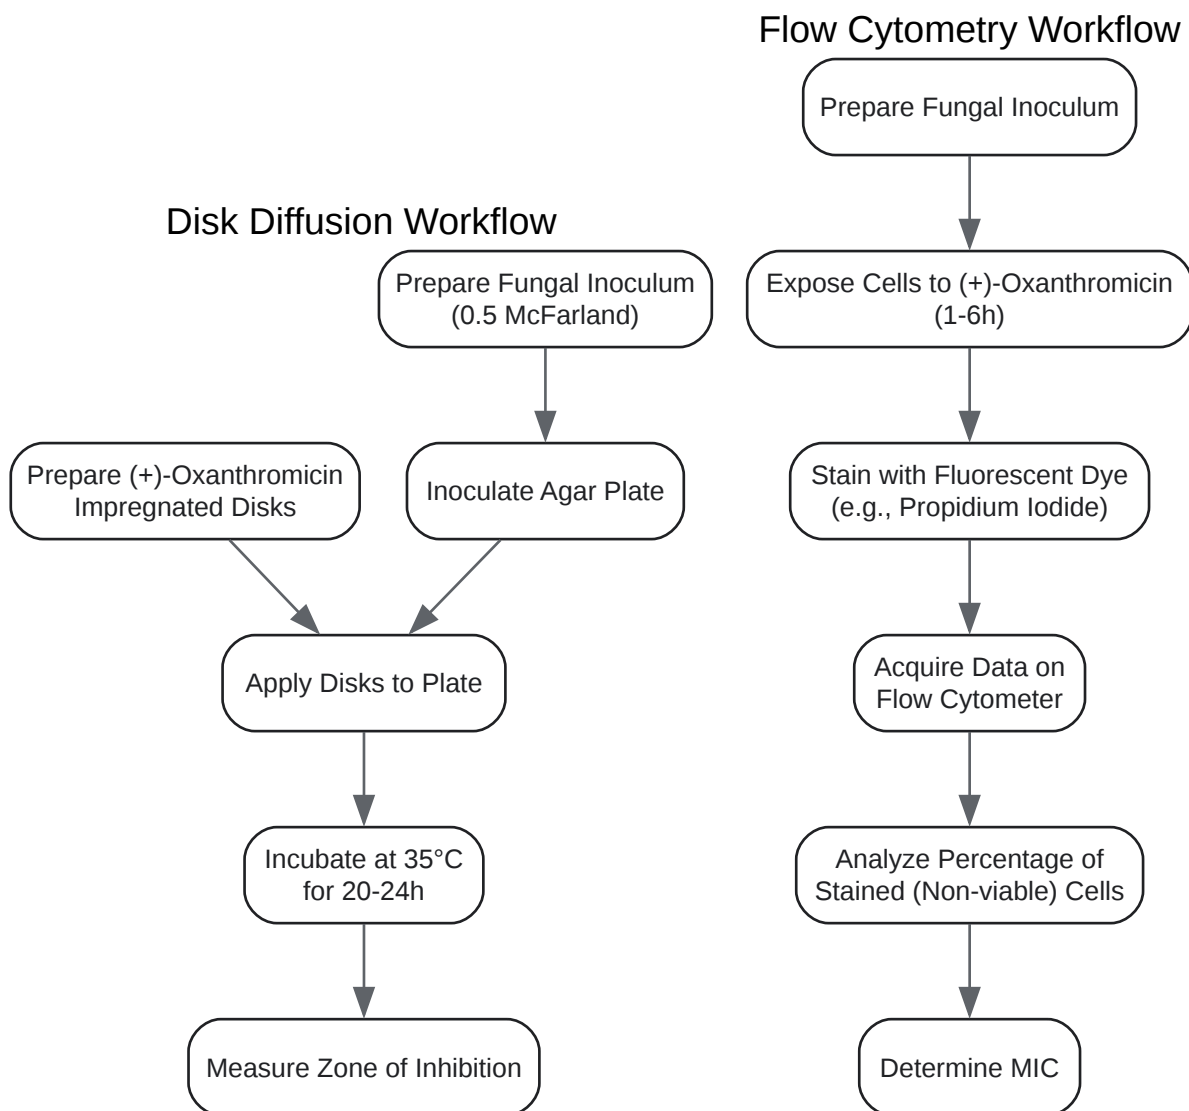 Disk Diffusion Workflow
Prepare Fungal Inoculum
(0.5 McFarland)
Prepare (+)-Oxanthromicin
Impregnated Disks
Inoculate Agar Plate
Apply Disks to Plate
Incubate at 35°C
for 20-24h
Measure Zone of Inhibition
Flow Cytometry Workflow
Prepare Fungal Inoculum
Expose Cells to (+)-Oxanthromicin
(1-6h)
Stain with Fluorescent Dye
(e.g., Propidium Iodide)
Acquire Data on
Flow Cytometer
Analyze Percentage of
Stained (Non-viable) Cells
Determine MIC